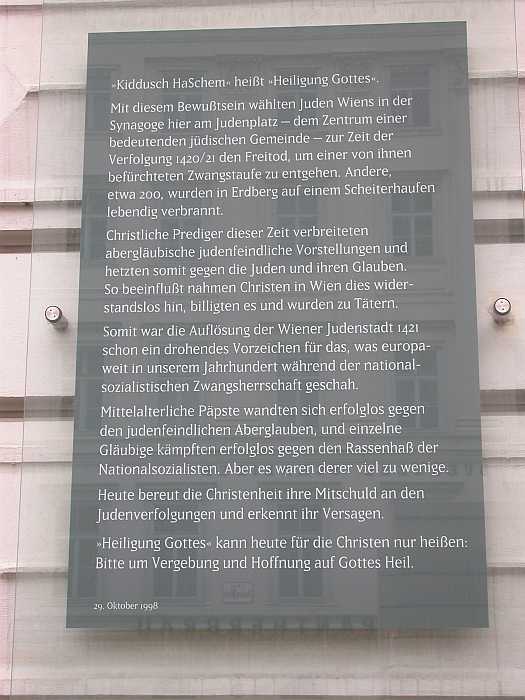 »Kiddusch HaSchem« heißt »Heiligung Gottes«.
Mit diesem Bewußtsein wählten Juden Wiens in der
Synagoge hier am Judenplatz – dem Zentrum einer
bedeutenden jüdischen Gemeinde – zur Zeit der
Verfolgung 1420/21 den Freitod, um einer von ihnen
befürchteten Zwangstaufe zu entgehen. Andere,
etwa 200, wurden in Erdberg auf einem Scheiterhaufen
lebendig verbrannt.
Christliche Prediger dieser Zeit verbreiteten
abergläubische judenfeindliche Vorstellungen und
hetzten somit gegen die Juden und ihren Glauben.
So beeinflußt nahmen Christen in Wien dies wider-
standslos hin, billigten es und wurden zu Tätern.
Somit war die Auflösung der Wiener Judenstadt 1421
schon ein drohendes Vorzeichen für das, was europa-
weit in unserem Jahrhundert während der national-
sozialistischen Zwangsherrschaft geschah.
Mittelalterliche Päpste wandten sich erfolglos gegen
den judenfeindlichen Aberglauben, und einzelne
Gläubige kämpften erfolglos gegen den Rassenhaß der
Nationalsozialisten. Aber es waren derer viel zu wenige.
Heute bereut die Christenheit ihre Mitschuld an den
Judenverfolgungen und erkennt ihr Versagen.
»Heiligung Gottes« kann heute für die Christen nur heißen:
Bitte um Vergebung und Hoffnung auf Gottes Heil.
29. Oktober 1998